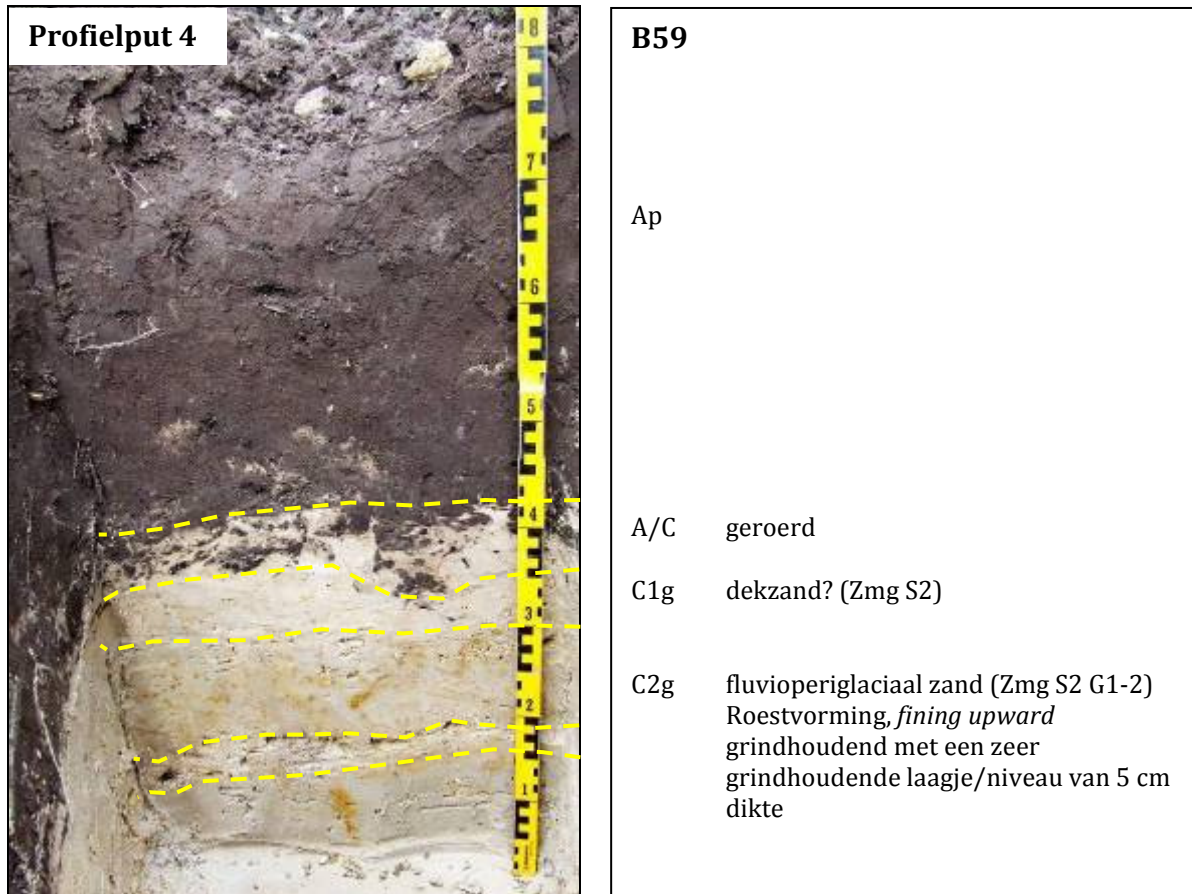 Profielput 4
8
7
6
5
4
3
2
1
B59
Ap
A/C geroerd
C1g dekzand? (Zmg S2)
C2g fluvioperiglaciaal zand (Zmg S2 G1-2)
Roestvorming, fining upward
grindhoudend met een zeer
grindhoudende laagje/niveau van 5 cm
dikte